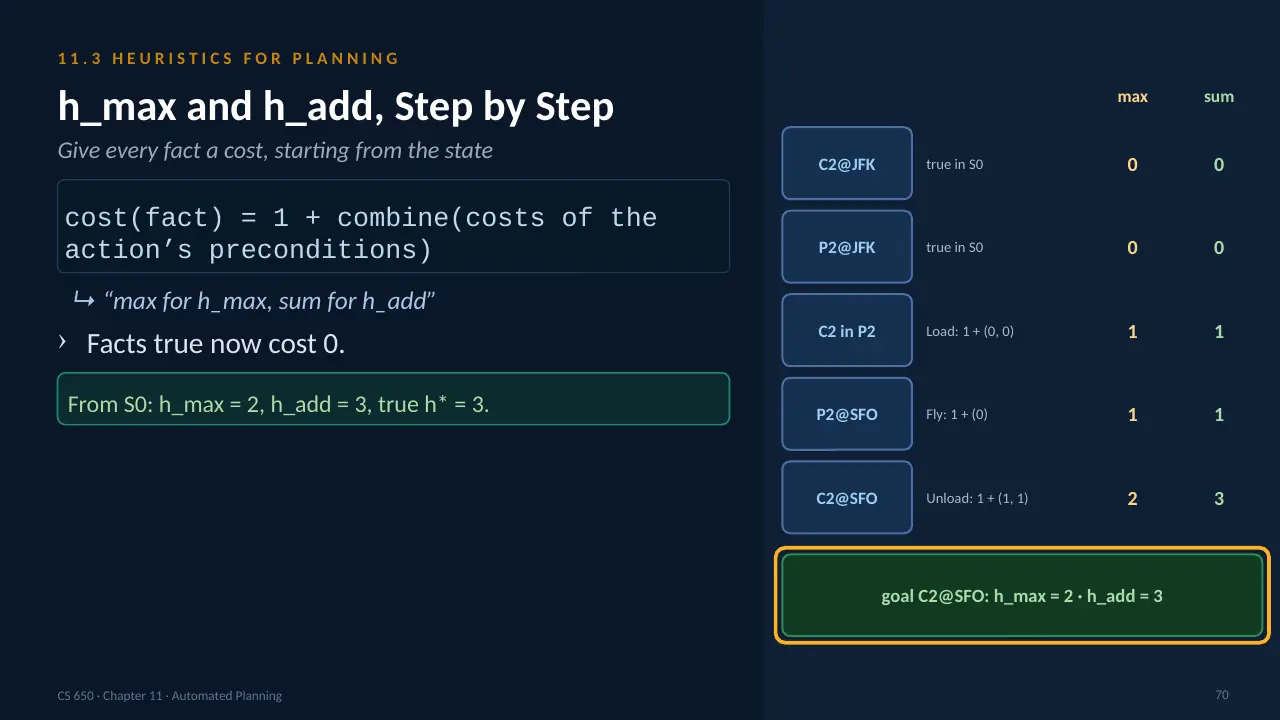 11.3 HEURISTICS FOR PLANNING
h_max and h_add, Step by Step
Give every fact a cost, starting from the state
cost(fact) = 1 + combine(costs of the
action’s preconditions)
↪ “max for h_max, sum for h_add”
› Facts true now cost 0.
From S0: h_max = 2, h_add = 3, true h* = 3.
max sum
C2@JFK true in S0 0 0
P2@JFK true in S0 0 0
C2 in P2 Load: 1 + (0, 0) 1 1
P2@SFO Fly: 1 + (0) 1 1
C2@SFO Unload: 1 + (1, 1) 2 3
goal C2@SFO: h_max = 2 · h_add = 3
CS 650 · Chapter 11 · Automated Planning
70